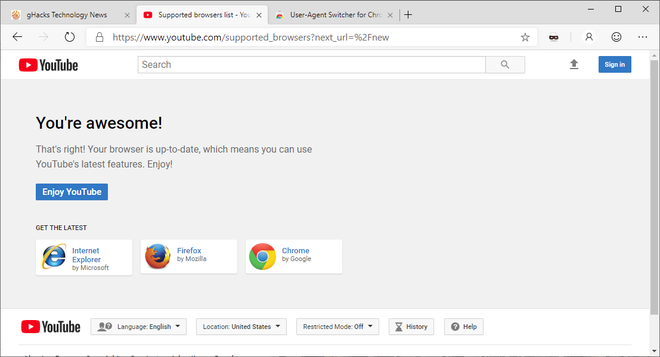 gHacks Technology News
Supported browsers list - You
User-Agent Switcher for Chro
https://www.youtube.com/supported_browsers?next_url=%2Fnew
YouTube
Search
Sign in
You're awesome!
That's right! Your browser is up-to-date, which means you can use
YouTube's latest features. Enjoy!
Enjoy YouTube
GET THE LATEST
Internet
Explorer
by Microsoft
Firefox
by Mozilla
Chrome
by Google
YouTube
Language: English
Location: United States
Restricted Mode: Off
History
Help